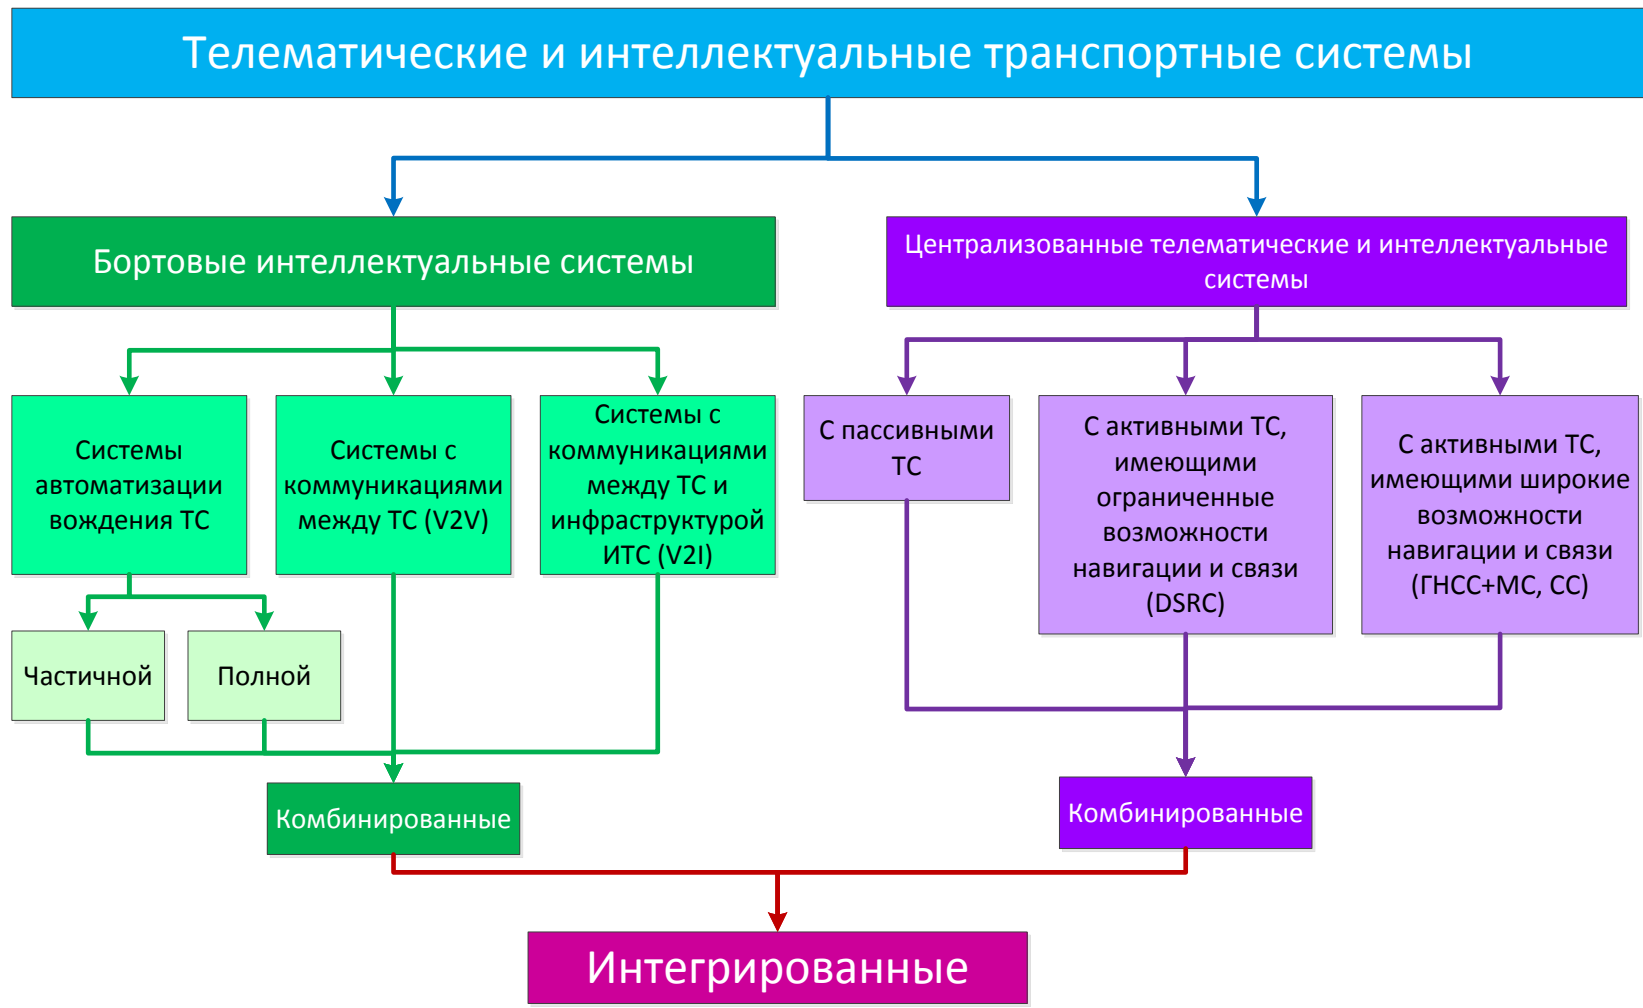 Телематические и интеллектуальные транспортные системы
Бортовые интеллектуальные системы
Централизованные телематические и интеллектуальные
системы
Системы
автоматизации
вождения ТС
Системы с
коммуникациями
между ТС (V2V)
Системы с
коммуникациями
между ТС и
инфраструктурой
ИТС (V2I)
С пассивными
ТС
С активными ТС,
имеющими
ограниченные
возможности
навигации и связи
(DSRC)
С активными ТС,
имеющими широкие
возможности
навигации и связи
(ГНСС+МС, СС)
Частичной
Полной
Комбинированные
Комбинированные
Интегрированные